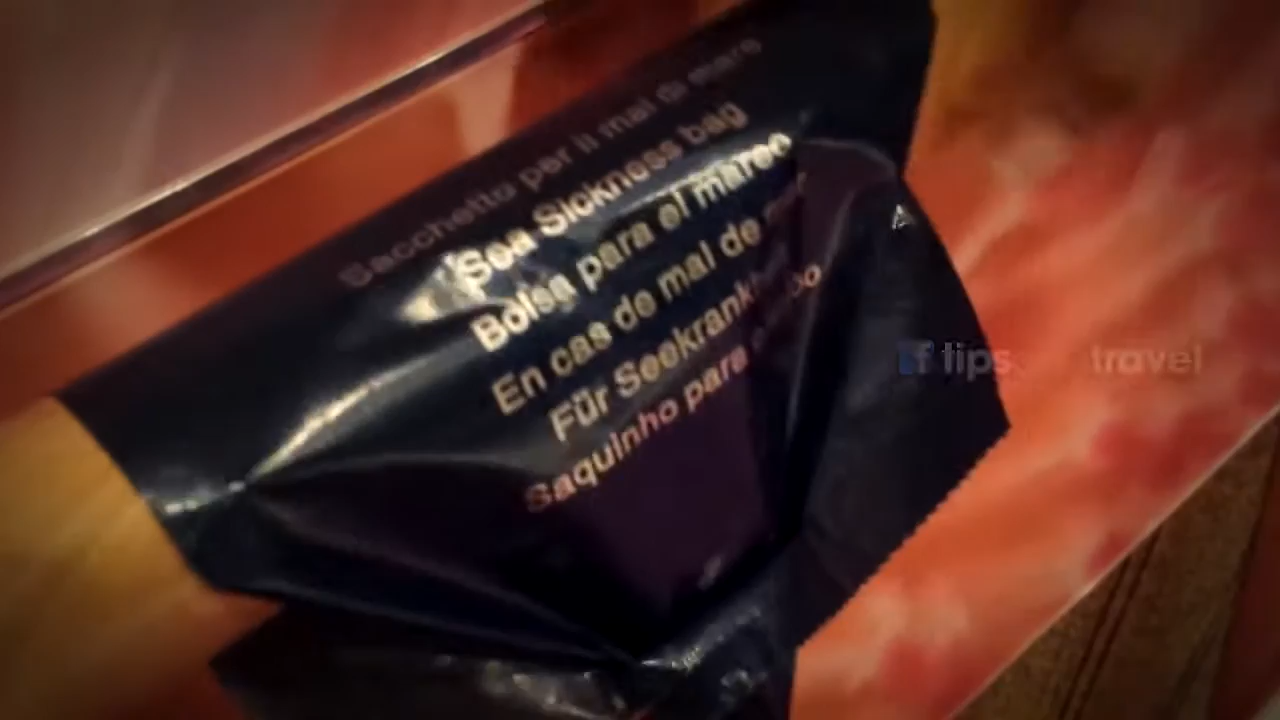 Sacchetto per il mal di mare
Sea Sickness bag
Bolsa para el mareo
En cas de mal de
Für
Saquinho para
tips
travel